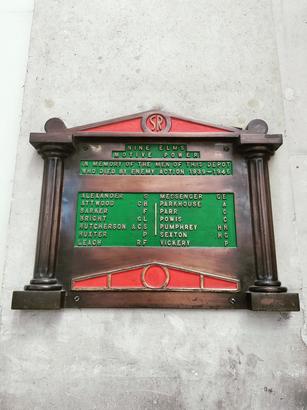 SR
NINE ELMS
MOTIVE POWER
IN MEMORY OF THE MEN OF THIS DEPOT
WHO DIED BY ENEMY ACTION 1939-1945
ALEXANDER S MESSENGER G E
ATTWOOD C H PARKHOUSE A
BARKER F PARR C
BRIGHT G L POWIS C
HUTCHERSON A C S PUMPHREY H R
HUXTER P SEXTON H G
LEACH R F VICKERY P